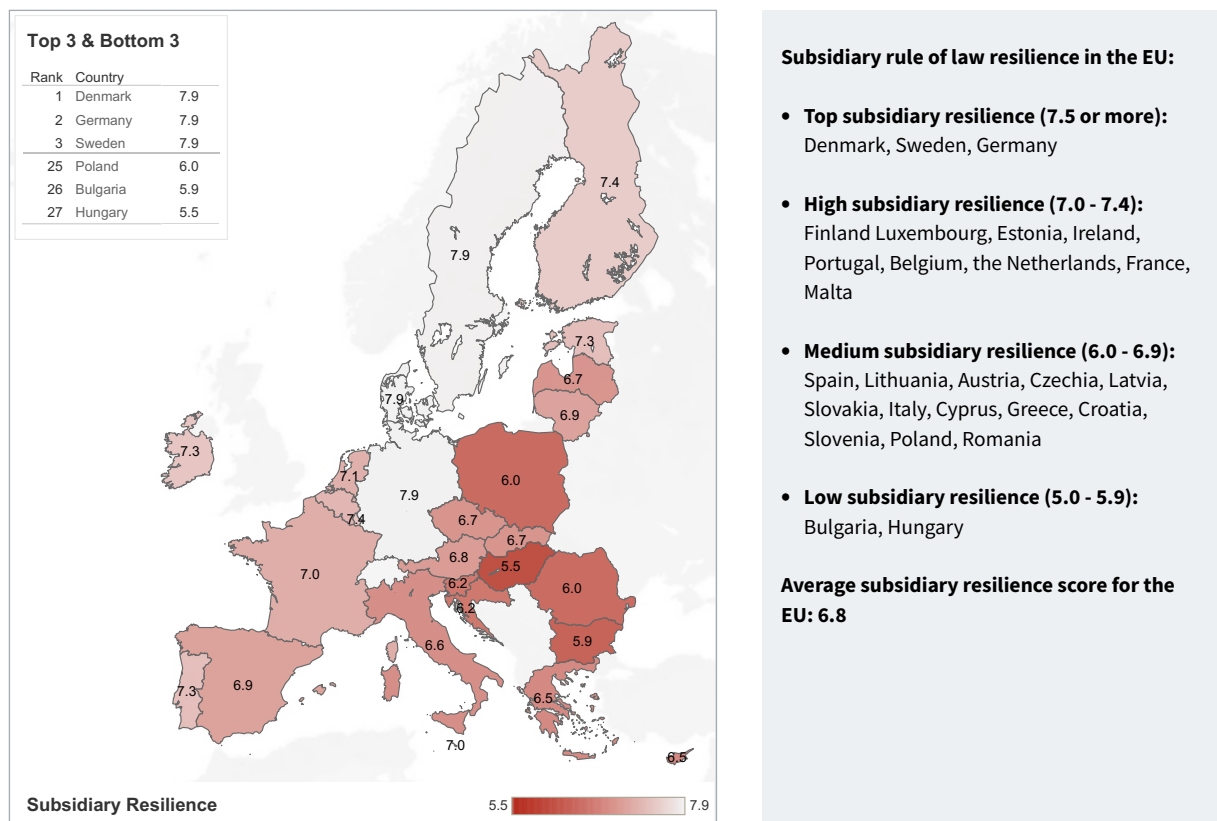 Top 3 & Bottom 3
Rank Country
1 Denmark 7.9
2 Germany 7.9
3 Sweden 7.9
25 Poland 6.0
26 Bulgaria 5.9
27 Hungary 5.5
7.4
7.9
7.3
6.7
7.9
6.9
7.3
7.1
6.0
7.9
7.4
6.7
6.7
6.8
5.5
7.0
6.2
6.0
6.2
5.9
6.6
7.3
6.9
6.5
7.0
6.5
Subsidiary Resilience
5.5 7.9
Subsidiary rule of law resilience in the EU:
• Top subsidiary resilience (7.5 or more):
Denmark, Sweden, Germany
• High subsidiary resilience (7.0 - 7.4):
Finland Luxembourg, Estonia, Ireland,
Portugal, Belgium, the Netherlands, France,
Malta
• Medium subsidiary resilience (6.0 - 6.9):
Spain, Lithuania, Austria, Czechia, Latvia,
Slovakia, Italy, Cyprus, Greece, Croatia,
Slovenia, Poland, Romania
• Low subsidiary resilience (5.0 - 5.9):
Bulgaria, Hungary
Average subsidiary resilience score for the
EU: 6.8